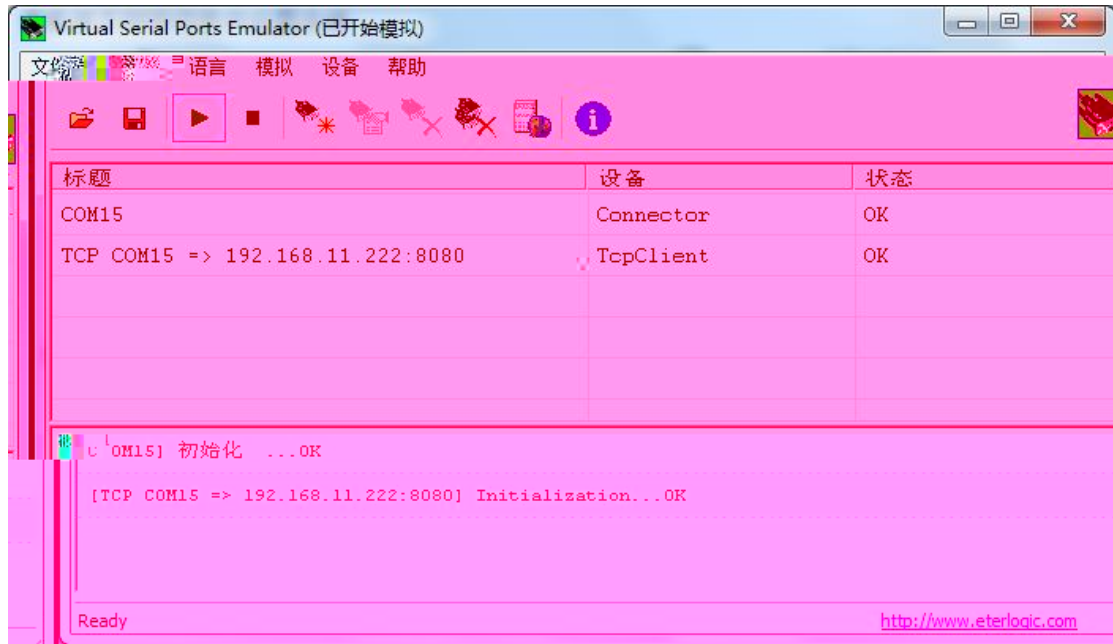 Virtual Serial Ports Emulator (已开始模拟)
语言 模拟 设备 帮助
标题 设备 状态
COM15 Connector OK
TCP COM15 => 192.168.11.222:8080 TcpClient OK
OM15] 初始化 ...OK
[TCP COM15 => 192.168.11.222:8080] Initialization...OK
Ready http://www.eterlogic.com